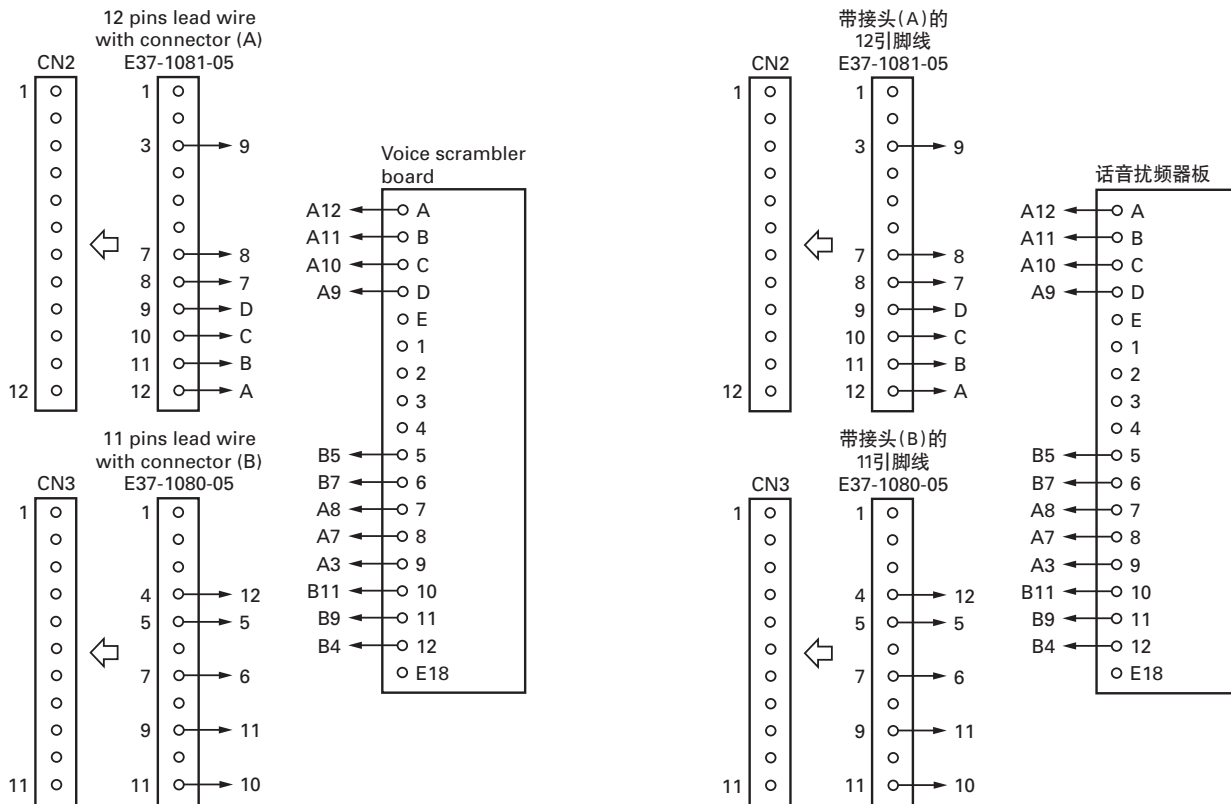 12 pins lead wire
with connector (A)
CN2 E37-1081-05
1 1
3 9
7 8
8 7
9 D
10 C
11 B
12 12 A
11 pins lead wire
with connector (B)
CN3 E37-1080-05
1 1
4 12
5 5
7 6
9 11
11 11 10
Voice scrambler
board
A12 A
A11 B
A10 C
A9 D
E
1
2
3
4
B5 5
B7 6
A8 7
A7 8
A3 9
B11 10
B9 11
B4 12
E18
带接头(A)的
12引脚线
CN2 E37-1081-05
1 1
3 9
7 8
8 7
9 D
10 C
11 B
12 12 A
带接头(B)的
11引脚线
CN3 E37-1080-05
1 1
4 12
5 5
7 6
9 11
11 11 10
话音扰频器板
A12 A
A11 B
A10 C
A9 D
E
1
2
3
4
B5 5
B7 6
A8 7
A7 8
A3 9
B11 10
B9 11
B4 12
E18